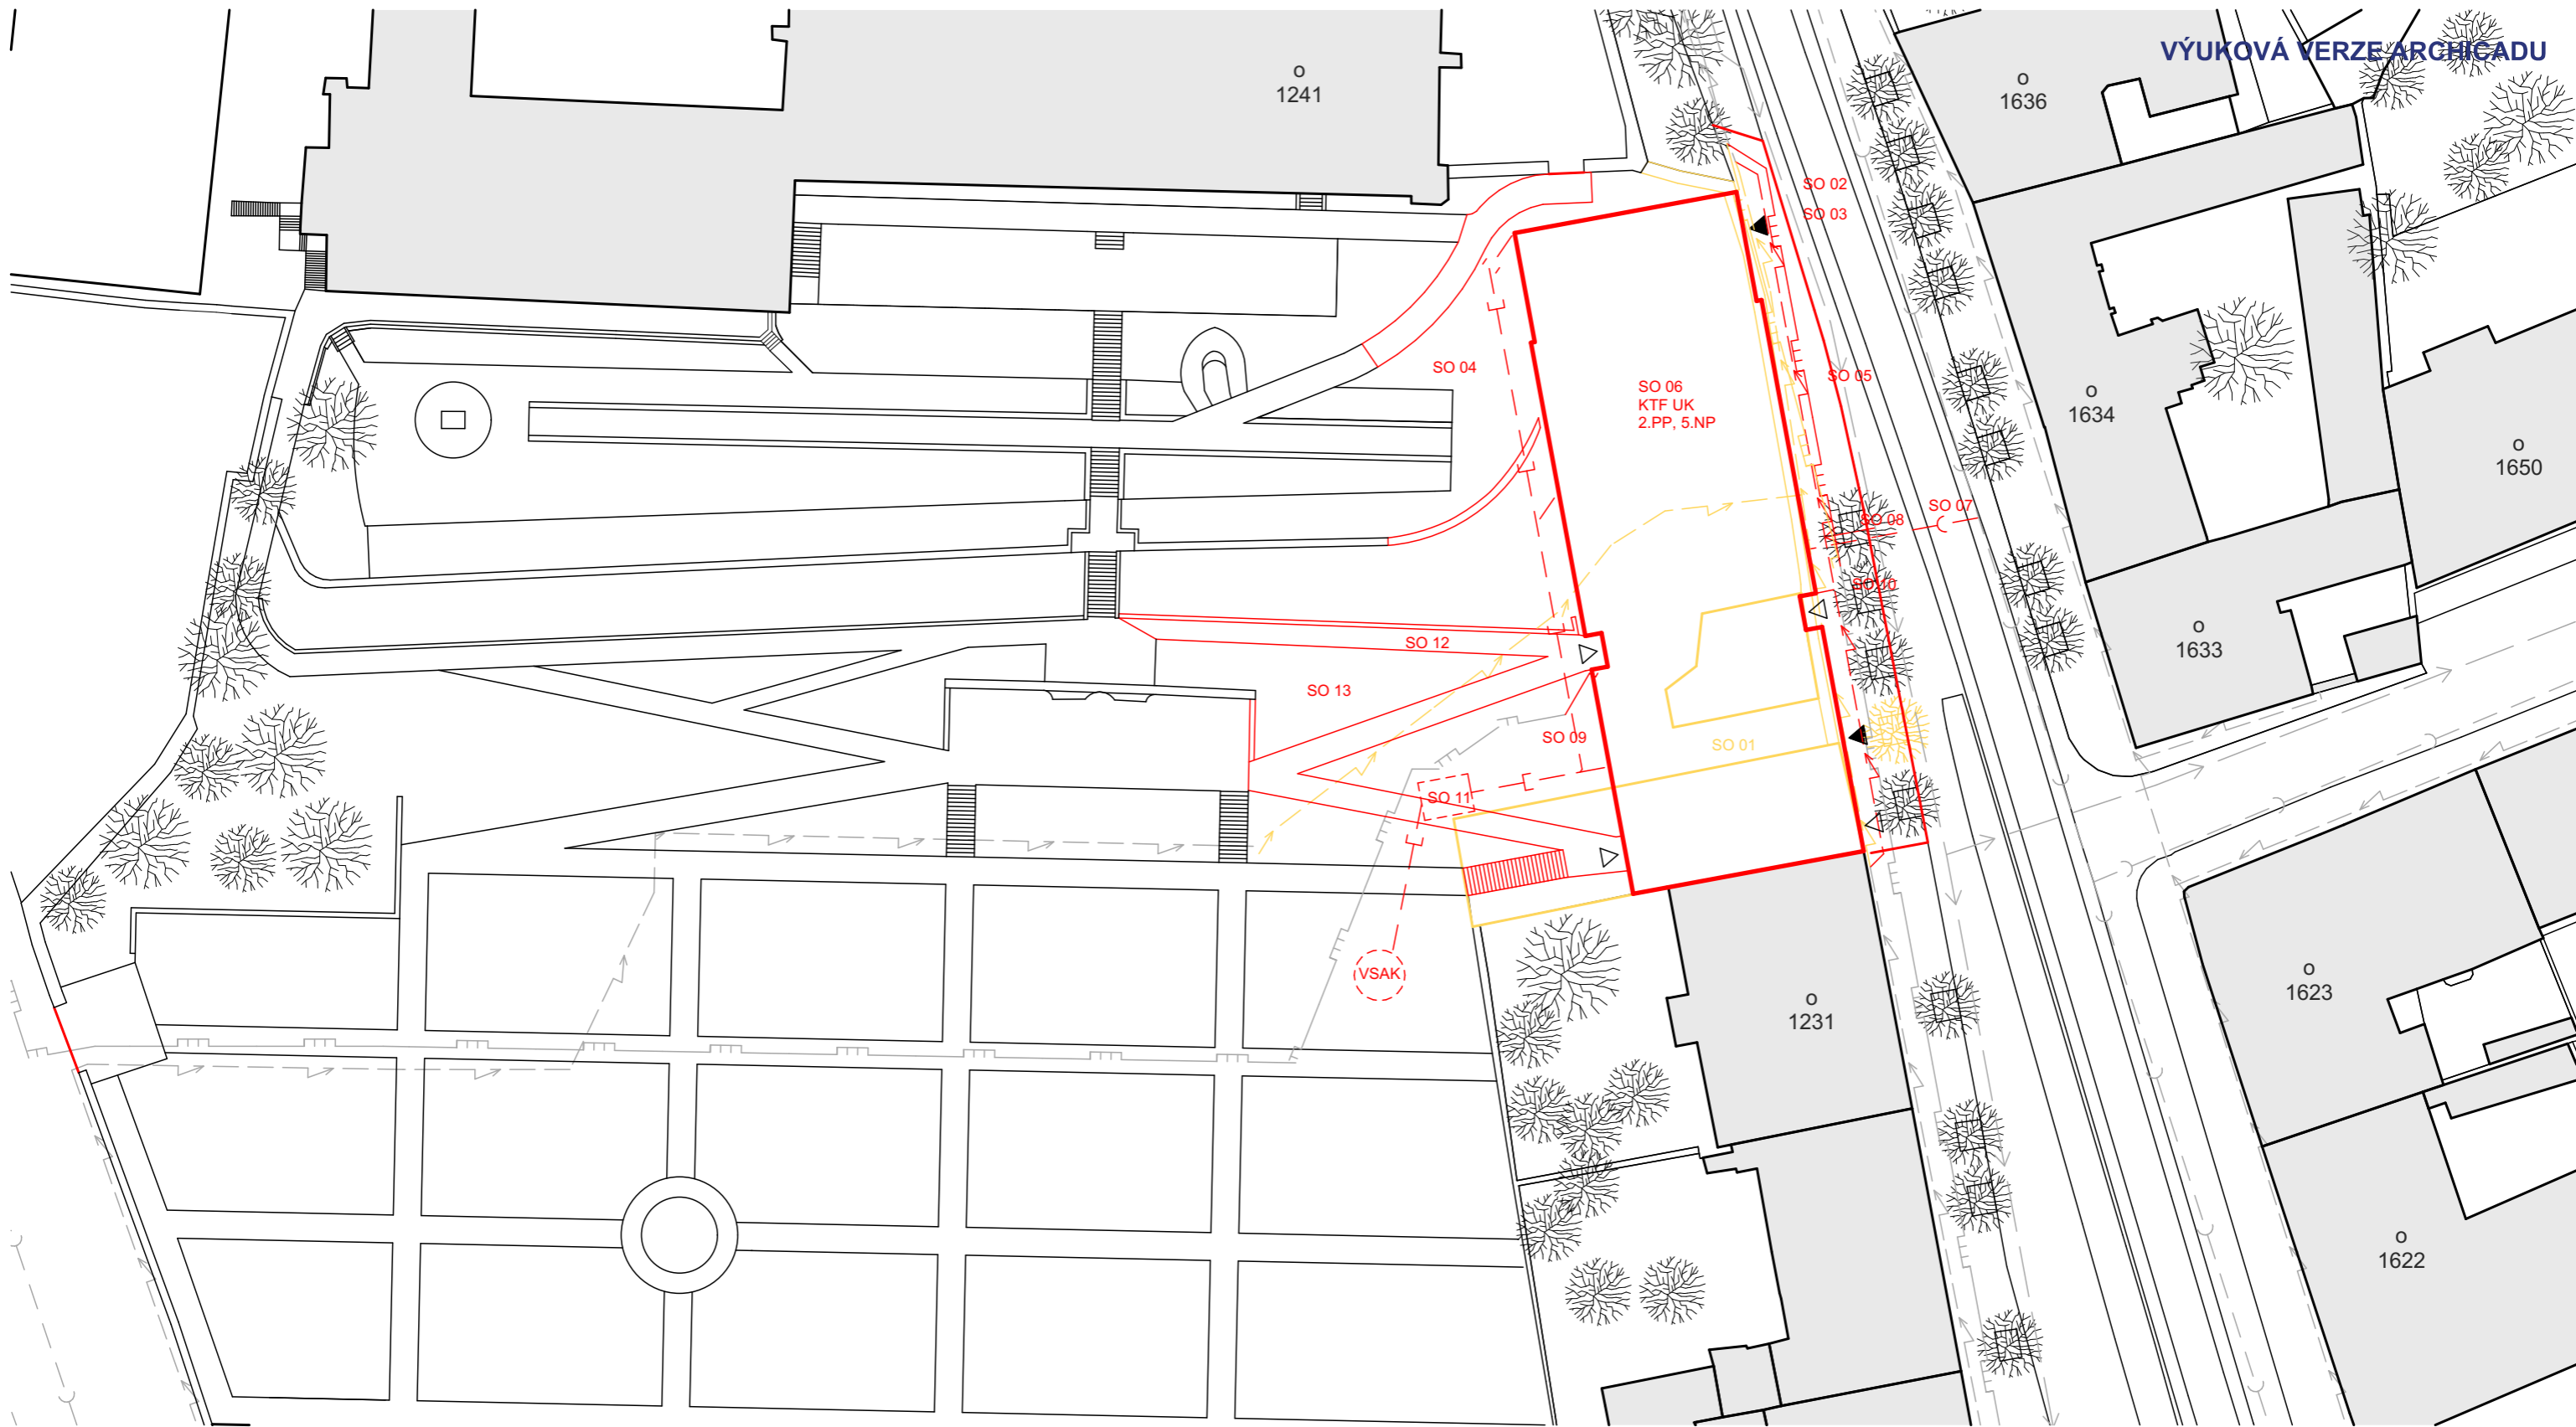 VÝUKOVÁ VERZE ARCHICADU
o
1241
o
1636
SO 02
SO 03
SO 04
SO 05
SO 06
KTF UK
2.PP, 5.NP
o
1634
o
1650
SO 07
SO 08
SO 10
o
1633
SO 12
SO 13
SO 09
SO 01
SO 11
VSAK
o
1231
o
1623
o
1622